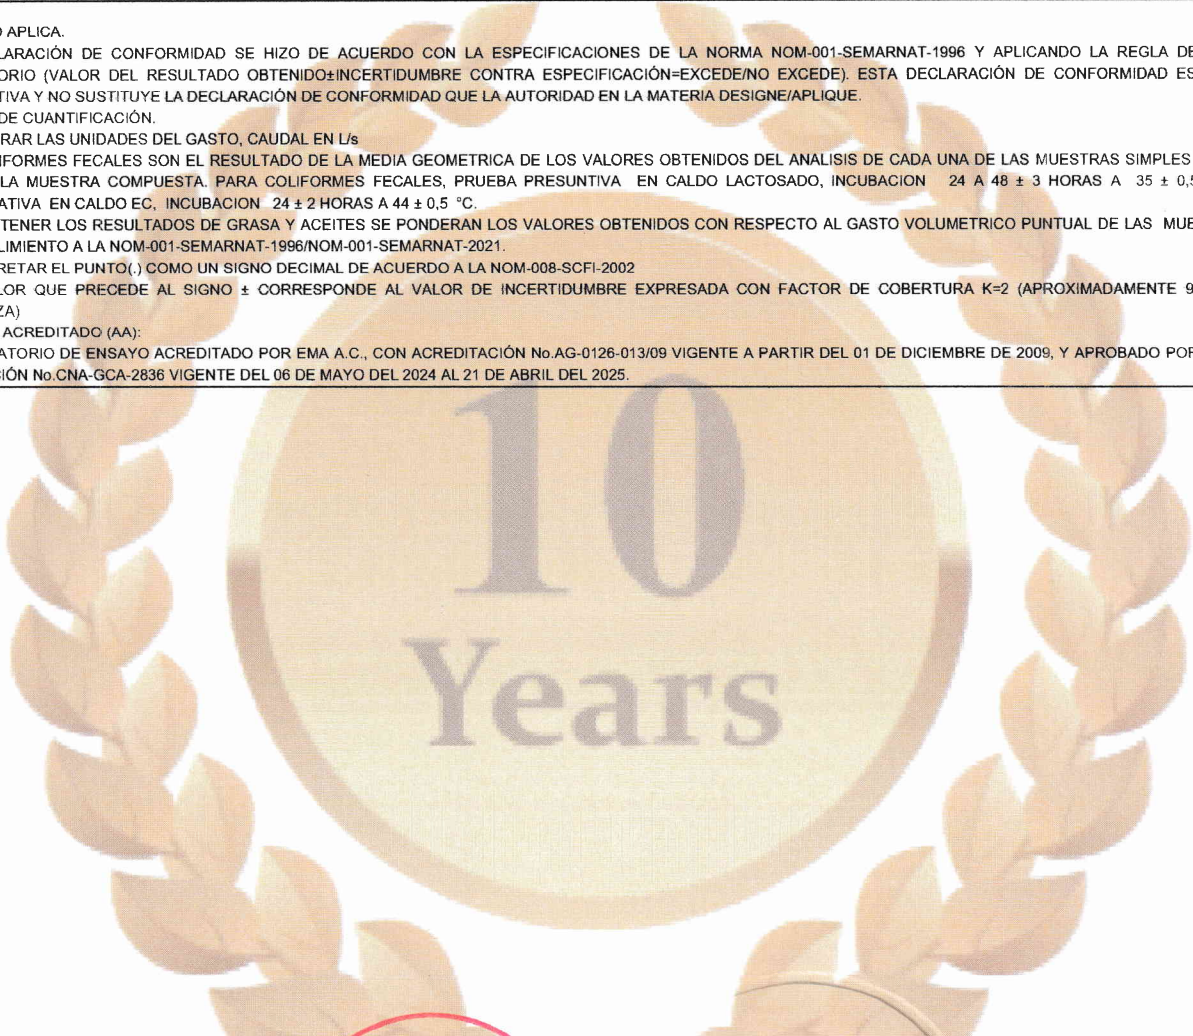 O APLICA.
LARACIÓN DE CONFORMIDAD SE HIZO DE ACUERDO CON LA ESPECIFICACIONES DE LA NORMA NOM-001-SEMARNAT-1996 Y APLICANDO LA REGLA DE
ORIO (VALOR DEL RESULTADO OBTENIDO±INCERTIDUMBRE CONTRA ESPECIFICACIÓN=EXCEDE/NO EXCEDE). ESTA DECLARACIÓN DE CONFORMIDAD ES
TIVA Y NO SUSTITUYE LA DECLARACIÓN DE CONFORMIDAD QUE LA AUTORIDAD EN LA MATERIA DESIGNE/APLIQUE.
DE CUANTIFICACIÓN.
RAR LAS UNIDADES DEL GASTO, CAUDAL EN L/s
IFORMES FECALES SON EL RESULTADO DE LA MEDIA GEOMETRICA DE LOS VALORES OBTENIDOS DEL ANALISIS DE CADA UNA DE LAS MUESTRAS SIMPLES
LA MUESTRA COMPUESTA. PARA COLIFORMES FECALES, PRUEBA PRESUNTIVA EN CALDO LACTOSADO, INCUBACION 24 A 48 ± 3 HORAS A 35 ± 0,5
ATIVA EN CALDO EC, INCUBACION 24 ± 2 HORAS A 44 ± 0,5 °C.
TENER LOS RESULTADOS DE GRASA Y ACEITES SE PONDERAN LOS VALORES OBTENIDOS CON RESPECTO AL GASTO VOLUMETRICO PUNTUAL DE LAS MUE
LIMIENTO A LA NOM-001-SEMARNAT-1996/NOM-001-SEMARNAT-2021.
RETAR EL PUNTO(.) COMO UN SIGNO DECIMAL DE ACUERDO A LA NOM-008-SCFI-2002
LOR QUE PRECEDE AL SIGNO ± CORRESPONDE AL VALOR DE INCERTIDUMBRE EXPRESADA CON FACTOR DE COBERTURA K=2 (APROXIMADAMENTE 9
ZA)
ACREDITADO (AA):
ATORIO DE ENSAYO ACREDITADO POR EMA A.C., CON ACREDITACIÓN No.AG-0126-013/09 VIGENTE A PARTIR DEL 01 DE DICIEMBRE DE 2009, Y APROBADO POR
CIÓN No.CNA-GCA-2836 VIGENTE DEL 06 DE MAYO DEL 2024 AL 21 DE ABRIL DEL 2025.
10
Years